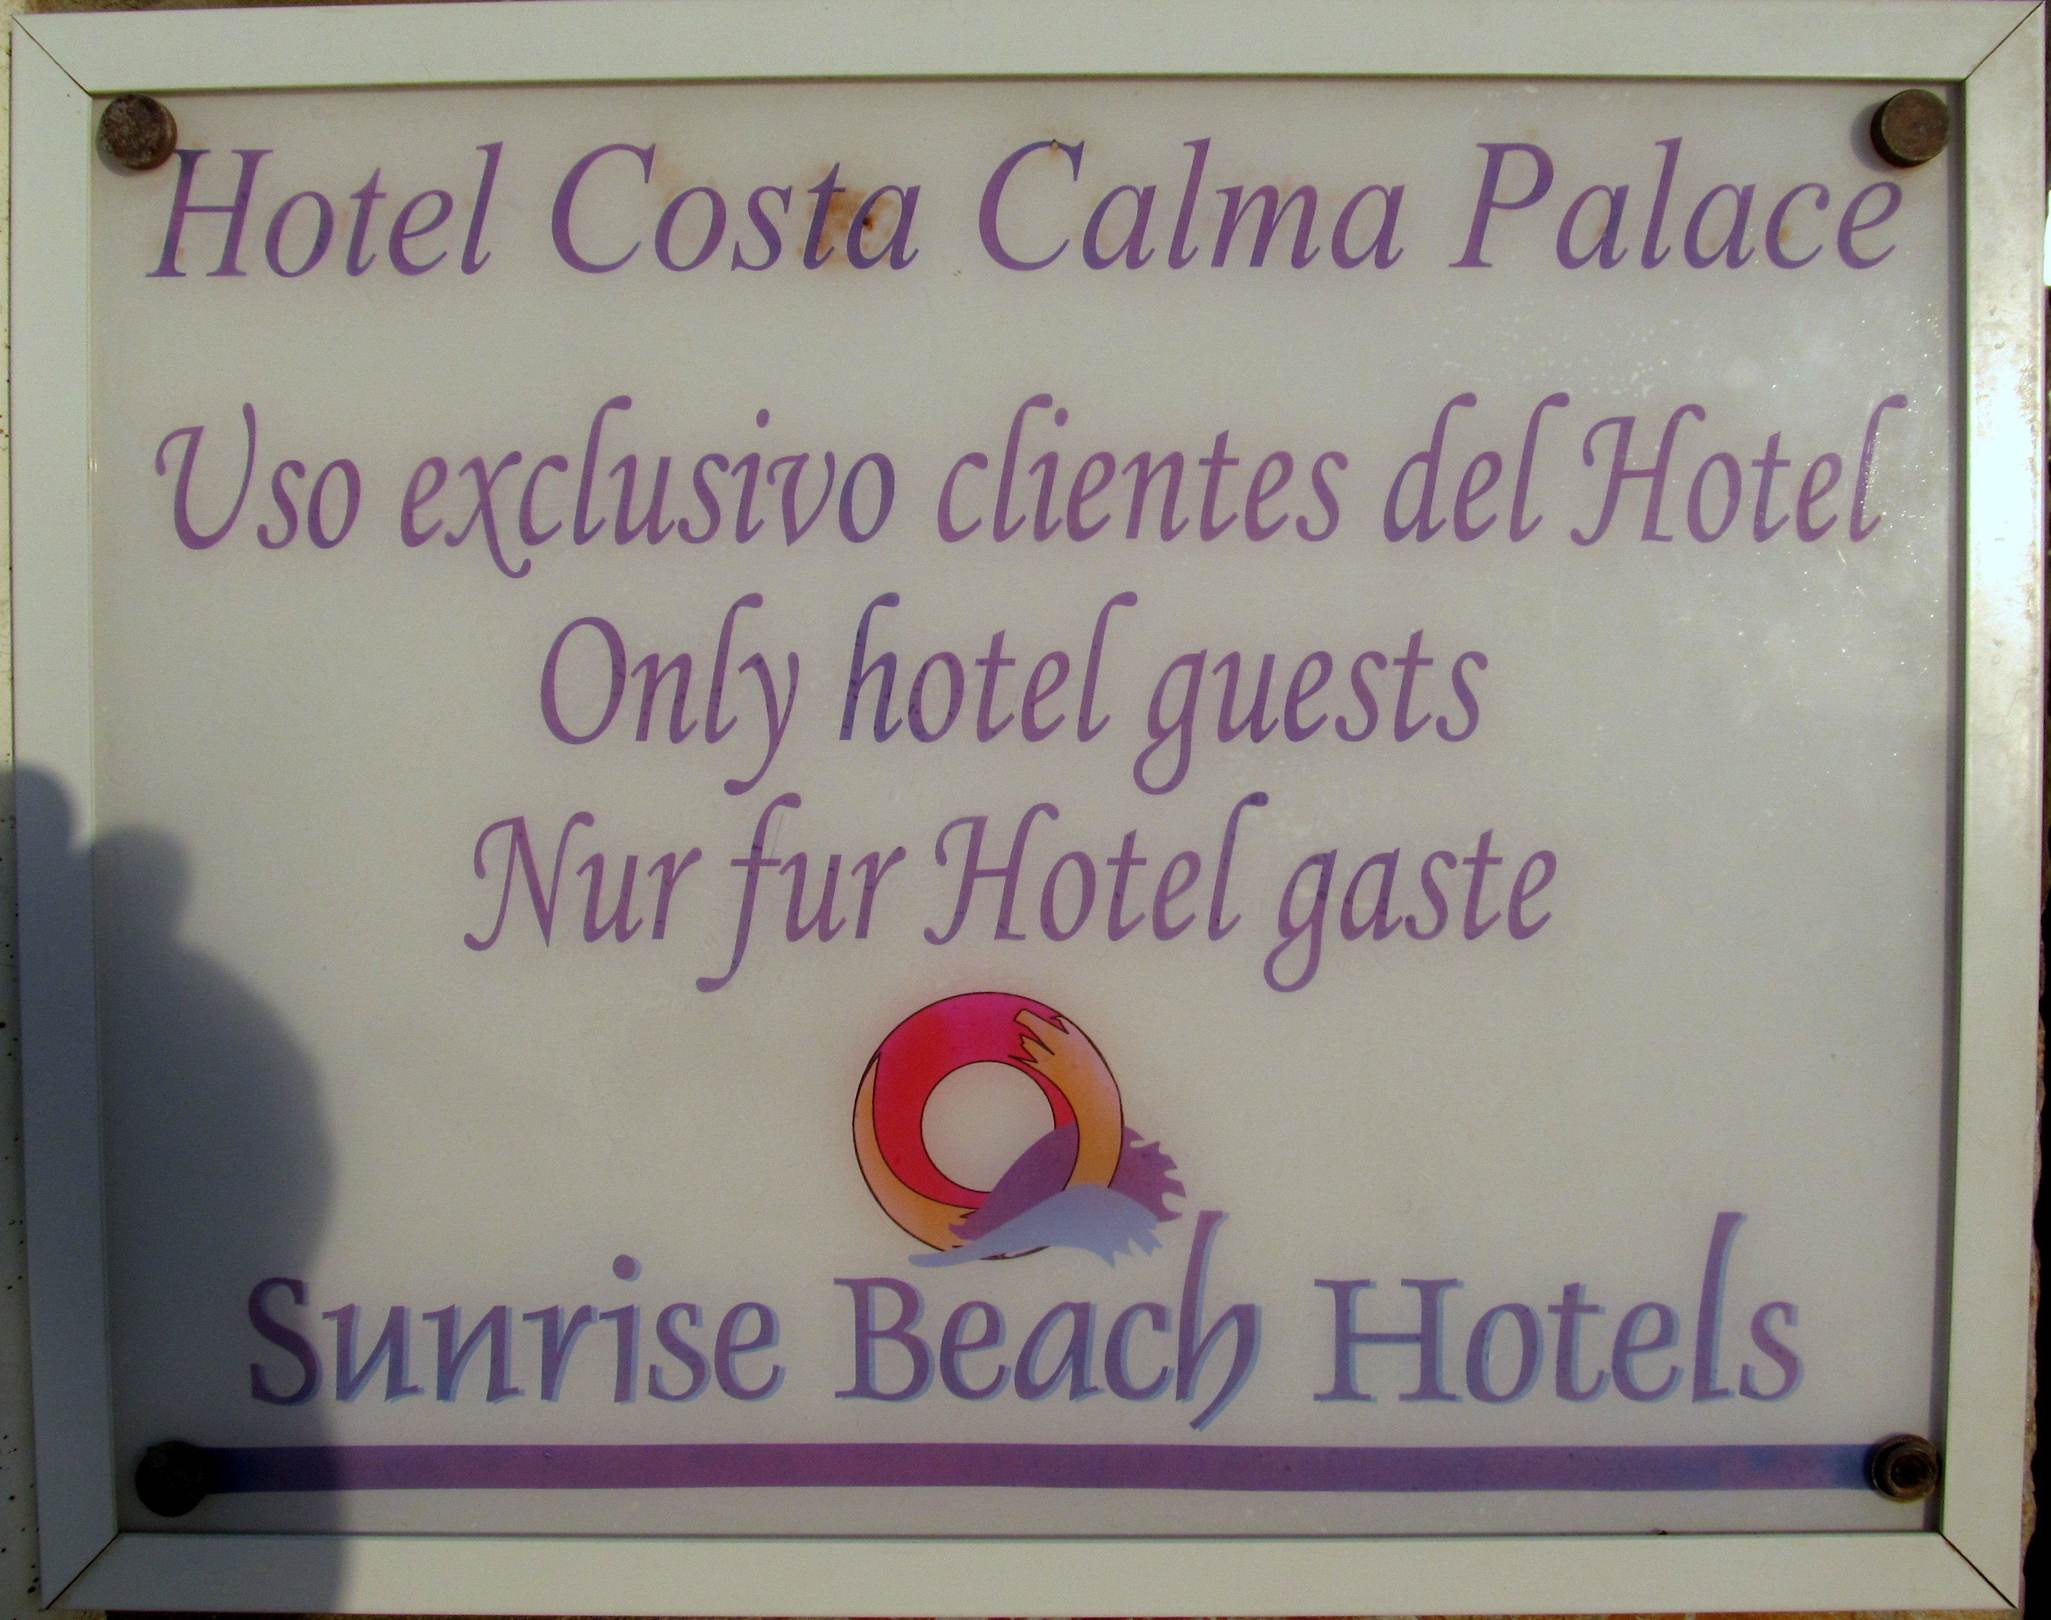 Hotel Costa Calma Palace
Uso exclusivo clientes del Hotel
Only hotel guests
Nur fur Hotel gaste
Sunrise Beach Hotels